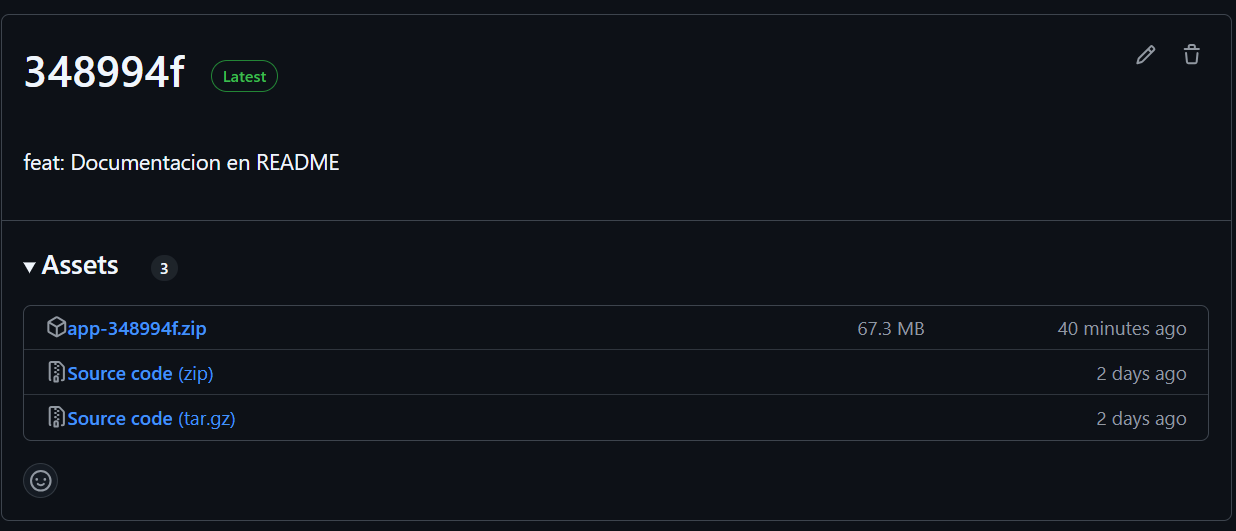 348994f Latest
feat: Documentacion en README
Assets 3
app-348994f.zip 67.3 MB 40 minutes ago
Source code (zip) 2 days ago
Source code (tar.gz) 2 days ago